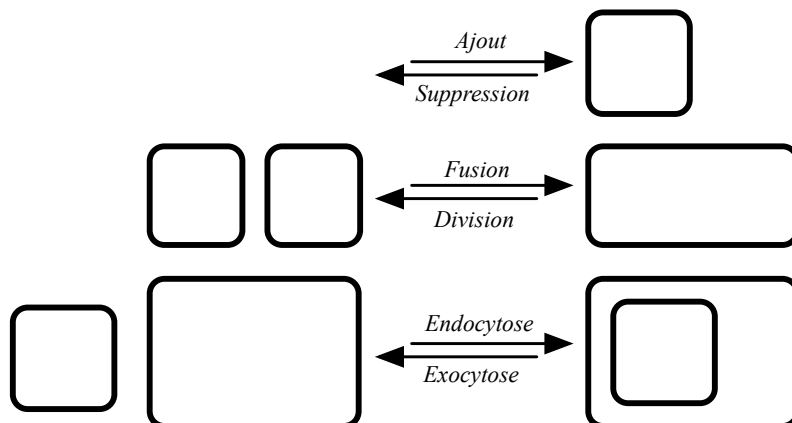 Ajout
Suppression
Fusion
Division
Endocytose
Exocytose